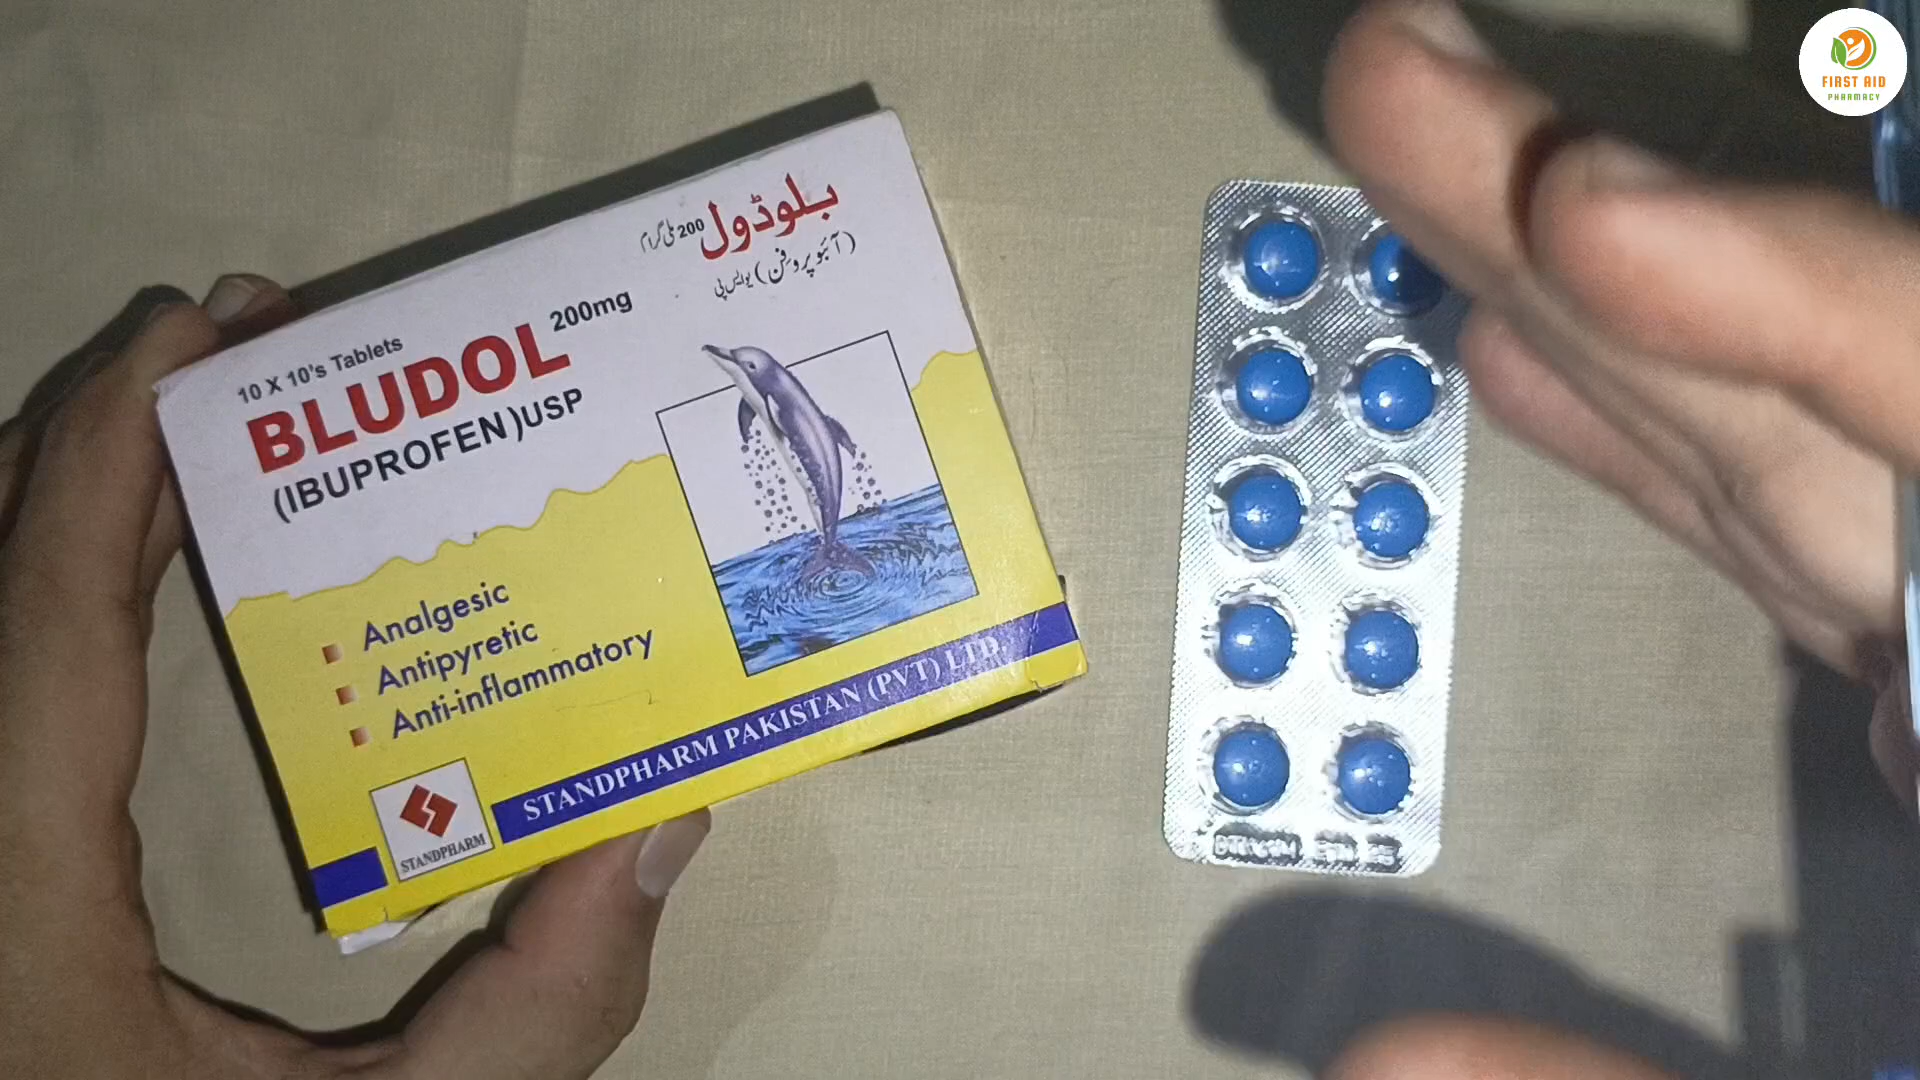 FIRST AID
PHARMACY
بلوڈول 200 ملی گرام
(آئبوپروفن) یو ایس پی
10 X 10's Tablets
BLUDOL 200mg
(IBUPROFEN)USP
Analgesic
Antipyretic
Anti-inflammatory
STANDPHARM PAKISTAN (PVT) LTD.
STANDPHARM